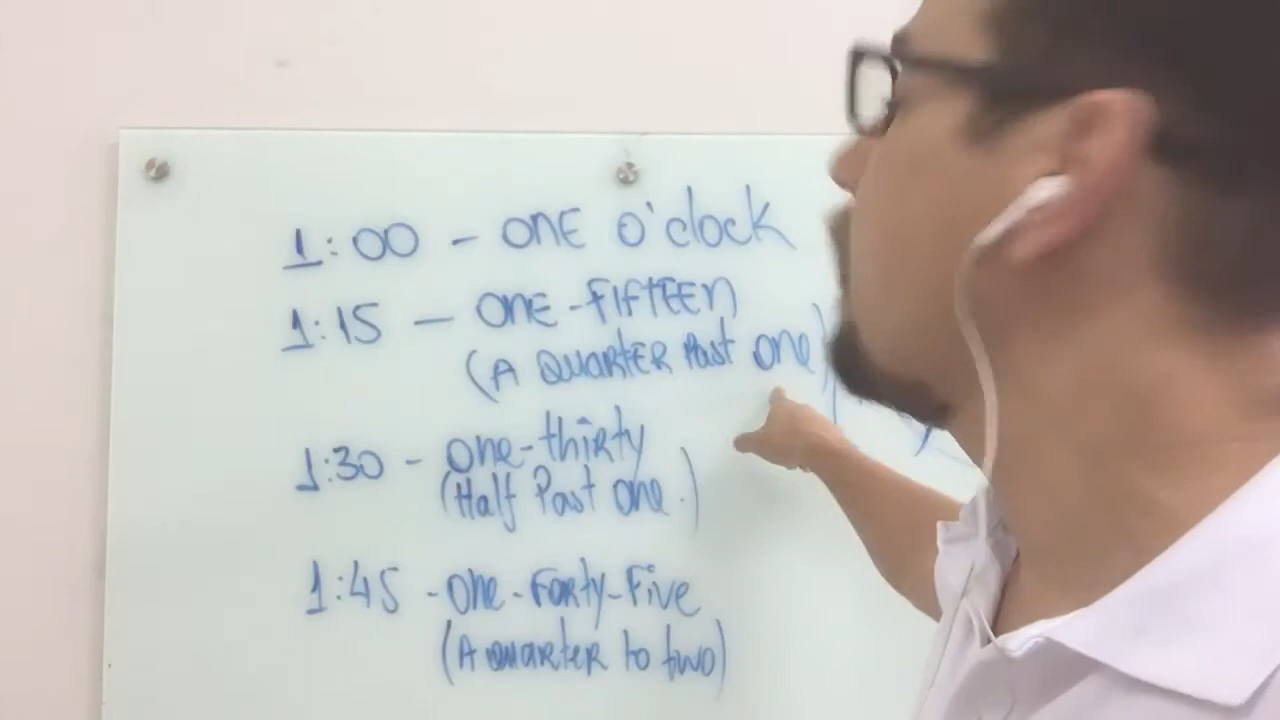 1:00 - ONE O'clock
1:15 - ONE-FIFTEEN
(A QUARTER Past one)
1:30 - one-thirty
(Half Past one.)
1:45 - one-Forty-Five
(A quarter to two)